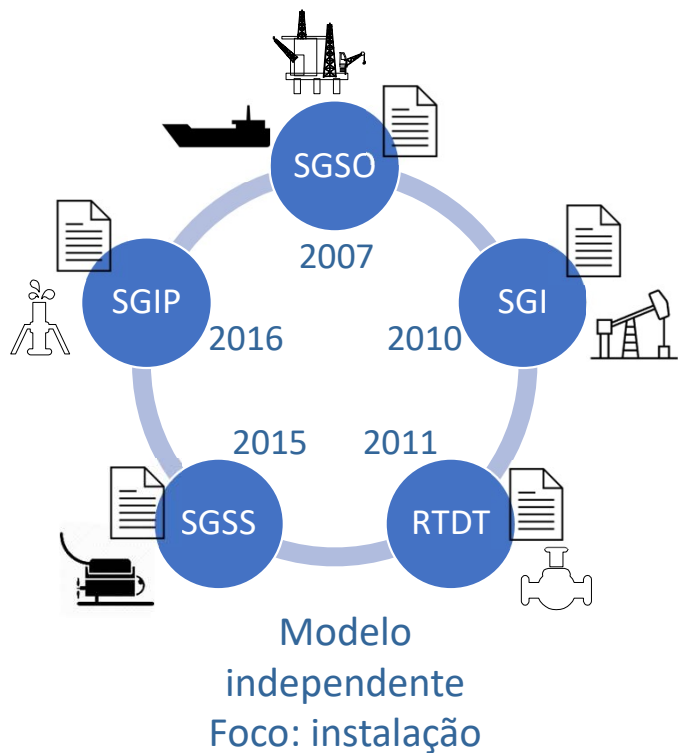 SGSO
2007
SGIP
2016
SGI
2010
2015
2011
SGSS
RTDT
Modelo
independente
Foco: instalação